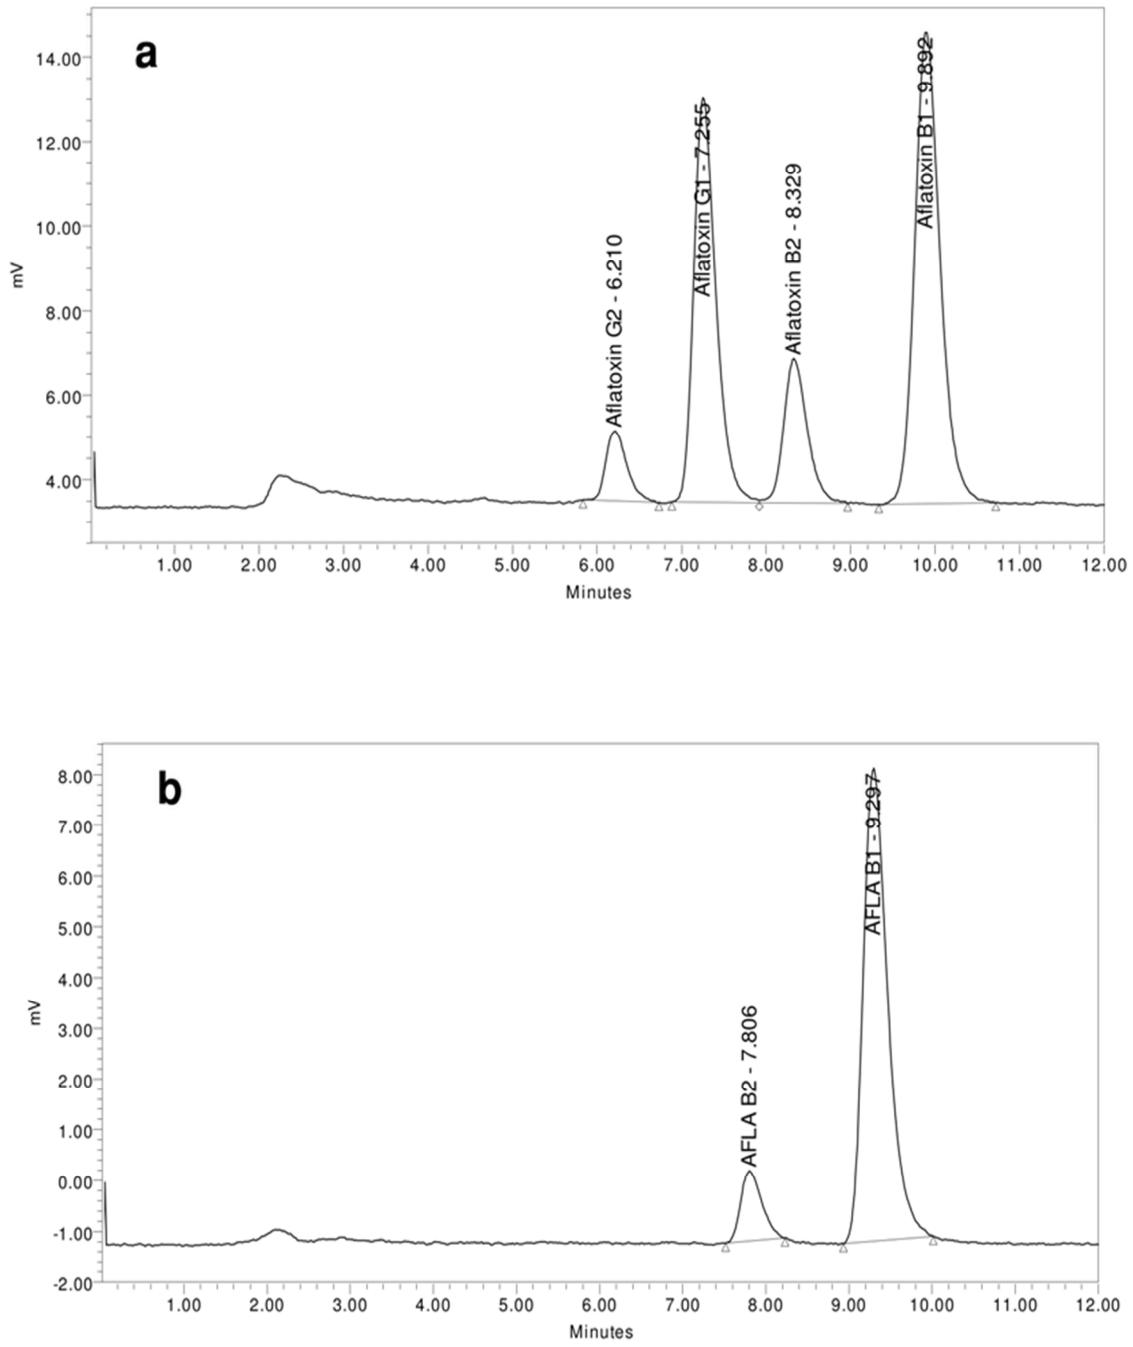 a
14.00
12.00
10.00
8.00
6.00
4.00
mV
Aflatoxin G2 - 6.210
Aflatoxin G1 - 7.255
Aflatoxin B2 - 8.329
Aflatoxin B1 - 9.892
1.00 2.00 3.00 4.00 5.00 6.00 7.00 8.00 9.00 10.00 11.00 12.00
Minutes
b
8.00
7.00
6.00
5.00
4.00
3.00
2.00
1.00
0.00
-1.00
-2.00
mV
AFLA B2 - 7.806
AFLA B1 - 9.297
1.00 2.00 3.00 4.00 5.00 6.00 7.00 8.00 9.00 10.00 11.00 12.00
Minutes